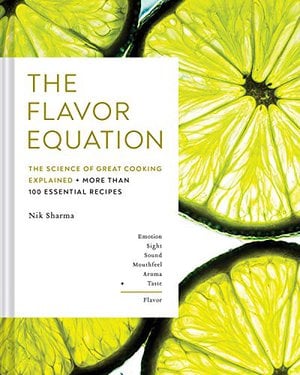 THE
FLAVOR
EQUATION
THE SCIENCE OF GREAT COOKING
EXPLAINED + MORE THAN
100 ESSENTIAL RECIPES
Nik Sharma
Emotion
Sight
Sound
Mouthfeel
Aroma
+ Taste
Flavor